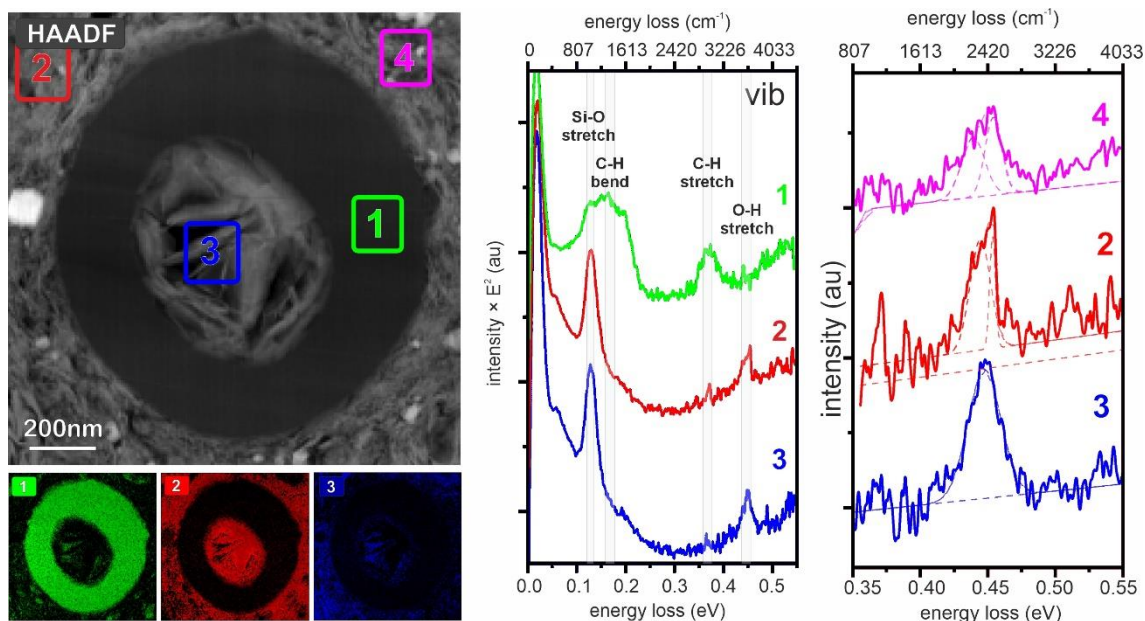 HAADF
2
4
1
3
200nm
1
2
3
energy loss (cm⁻¹)
0 807 1613 2420 3226 4033
vib
Si-O
stretch
C-H
bend
C-H
stretch
O-H
stretch
1
2
3
intensity × E² (au)
0.0 0.1 0.2 0.3 0.4 0.5
energy loss (eV)
energy loss (cm⁻¹)
807 1613 2420 3226 4033
4
2
3
intensity (au)
0.35 0.40 0.45 0.50 0.55
energy loss (eV)